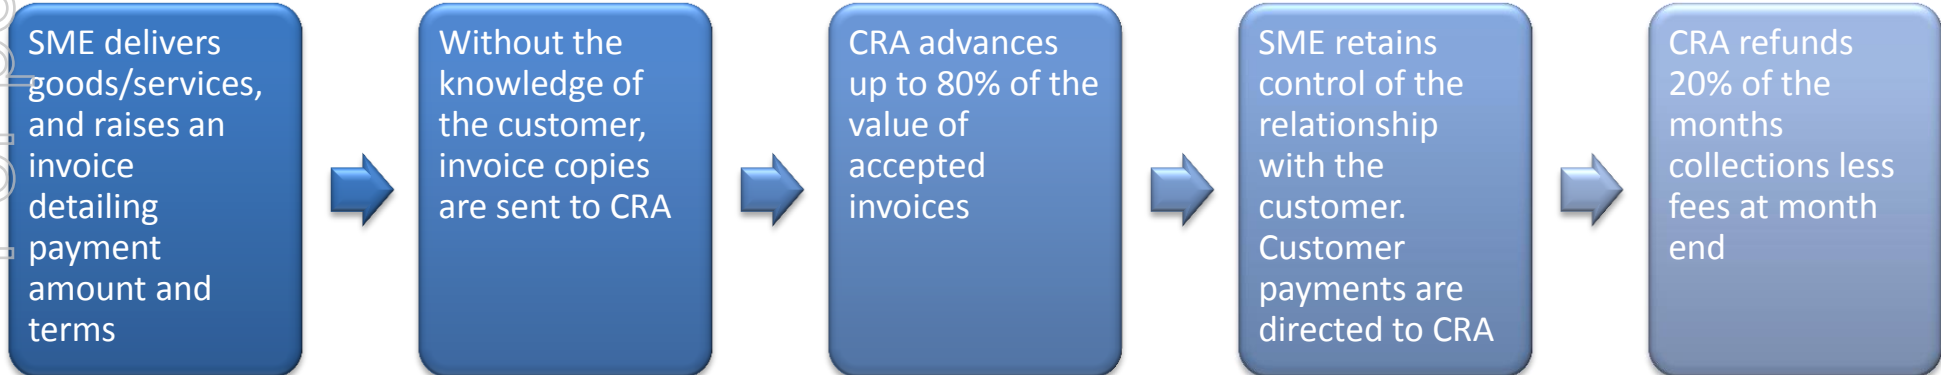 SME delivers
goods/services,
and raises an
invoice
detailing
payment
amount and
terms
Without the
knowledge of
the customer,
invoice copies
are sent to CRA
CRA advances
up to 80% of the
value of
accepted
invoices
SME retains
control of the
relationship
with the
customer.
Customer
payments are
directed to CRA
CRA refunds
20% of the
months
collections less
fees at month
end